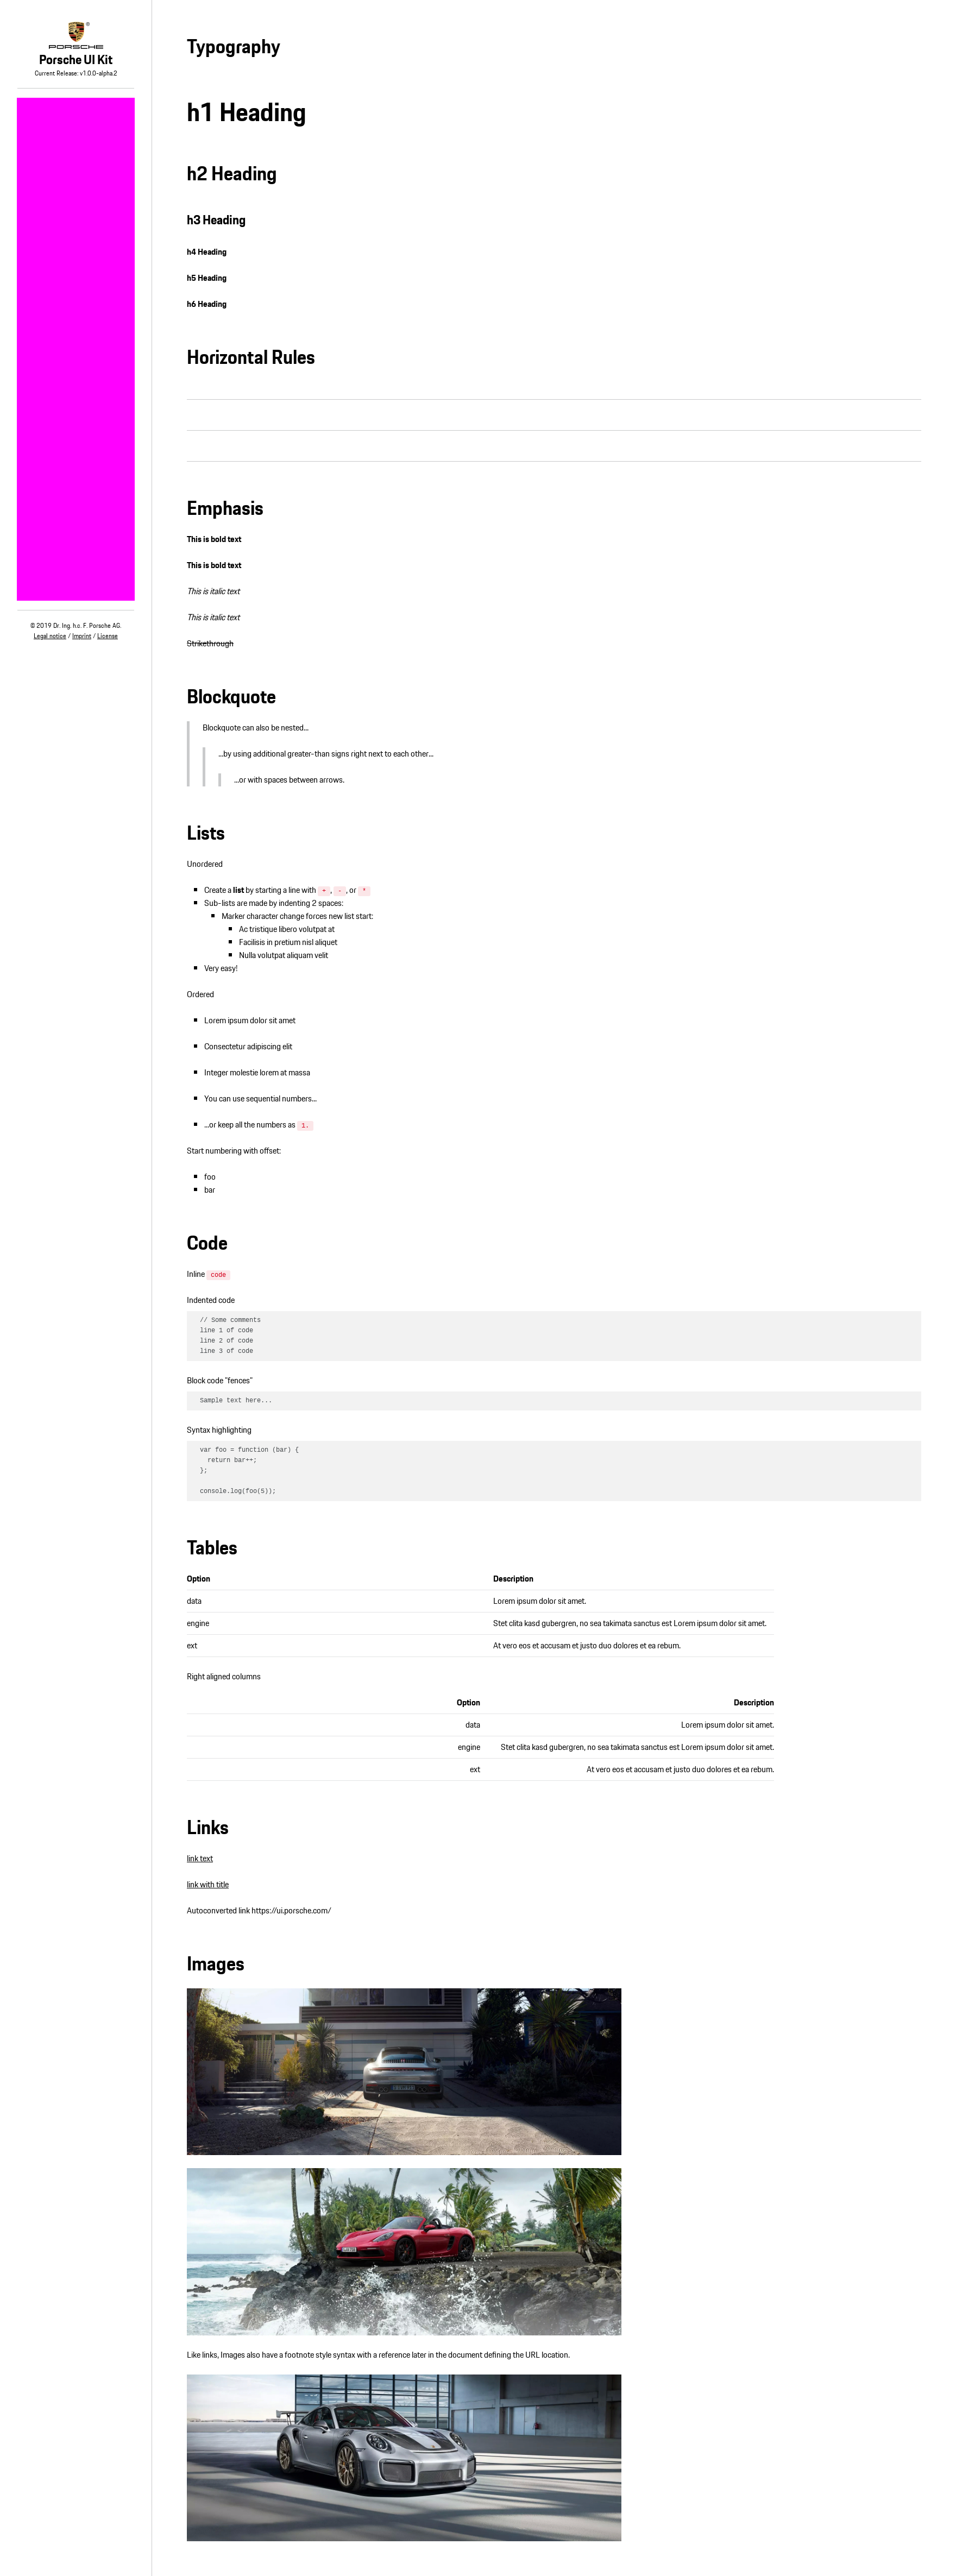 PORSCHE
Porsche UI Kit
Current Release: v1.0.0-alpha.2
© 2019 Dr. Ing. h.c. F. Porsche AG.
Legal notice / Imprint / License
Typography
h1 Heading
h2 Heading
h3 Heading
h4 Heading
h5 Heading
h6 Heading
Horizontal Rules
Emphasis
This is bold text
This is bold text
This is italic text
This is italic text
Strikethrough
Blockquote
Blockquote can also be nested...
...by using additional greater-than signs right next to each other...
...or with spaces between arrows.
Lists
Unordered
Create a list by starting a line with +, -, or *
Sub-lists are made by indenting 2 spaces:
Marker character change forces new list start:
Ac tristique libero volutpat at
Facilisis in pretium nisl aliquet
Nulla volutpat aliquam velit
Very easy!
Ordered
Lorem ipsum dolor sit amet
Consectetur adipiscing elit
Integer molestie lorem at massa
You can use sequential numbers...
...or keep all the numbers as 1.
Start numbering with offset:
foo
bar
Code
Inline code
Indented code
// Some comments
line 1 of code
line 2 of code
line 3 of code
Block code "fences"
Sample text here...
Syntax highlighting
var foo = function (bar) {
return bar++;
};
console.log(foo(5));
Tables
Option Description
data Lorem ipsum dolor sit amet.
engine Stet clita kasd gubergren, no sea takimata sanctus est Lorem ipsum dolor sit amet.
ext At vero eos et accusam et justo duo dolores et ea rebum.
Right aligned columns
Option Description
data Lorem ipsum dolor sit amet.
engine Stet clita kasd gubergren, no sea takimata sanctus est Lorem ipsum dolor sit amet.
ext At vero eos et accusam et justo duo dolores et ea rebum.
Links
link text
link with title
Autoconverted link https://ui.porsche.com/
Images
Like links, Images also have a footnote style syntax with a reference later in the document defining the URL location.